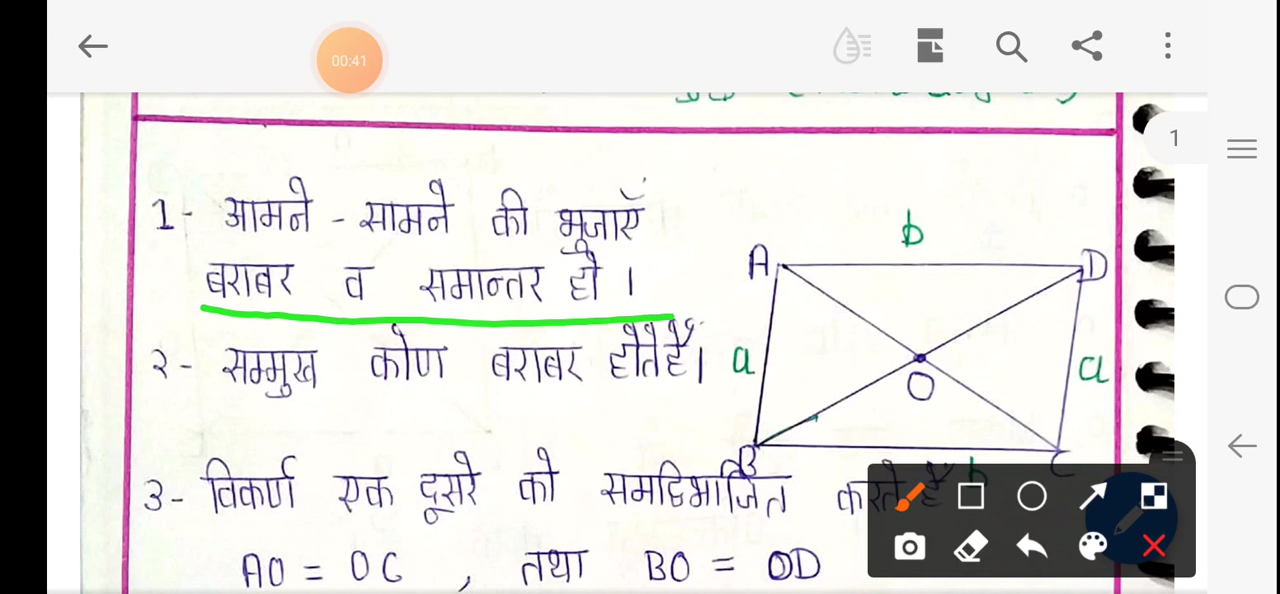 00:41
1
1- आमने - सामने की भुजाएँ
बराबर व समान्तर हो ।
२- सम्मुख कोण बराबर होते हैं।
3- विकर्ण एक दूसरे को समद्विभाजित करते हैं
AO = OC , तथा BO = OD
b
A D
a a
O
B C
b